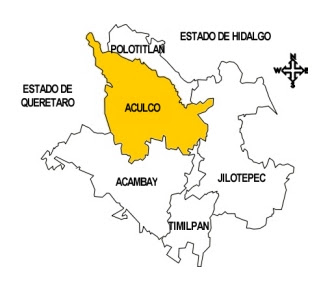 POLOTITLAN
ESTADO DE HIDALGO
N
W
E
S
ESTADO DE
QUERETARO
ACULCO
ACAMBAY
JILOTEPEC
TIMILPAN